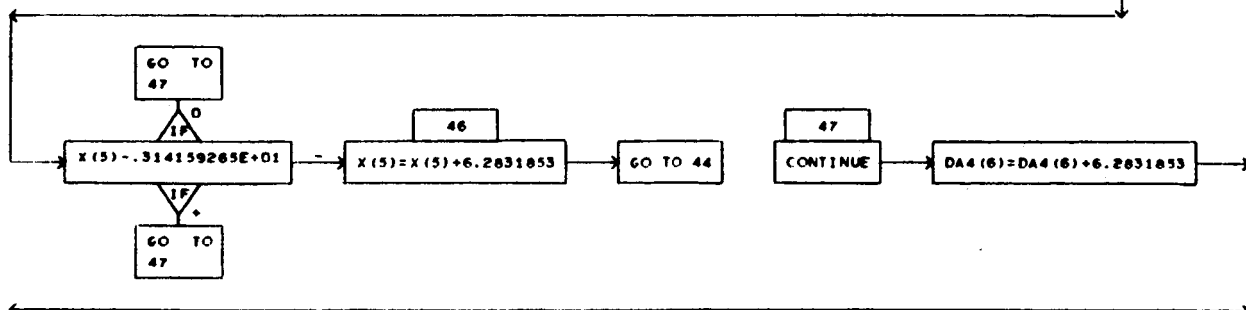 GO TO
47
0
IF
X(5)-.314159265E+01
-
IF
+
GO TO
47
46
X(5)=X(5)+6.2831853
GO TO 44
47
CONTINUE
DA4(6)=DA4(6)+6.2831853